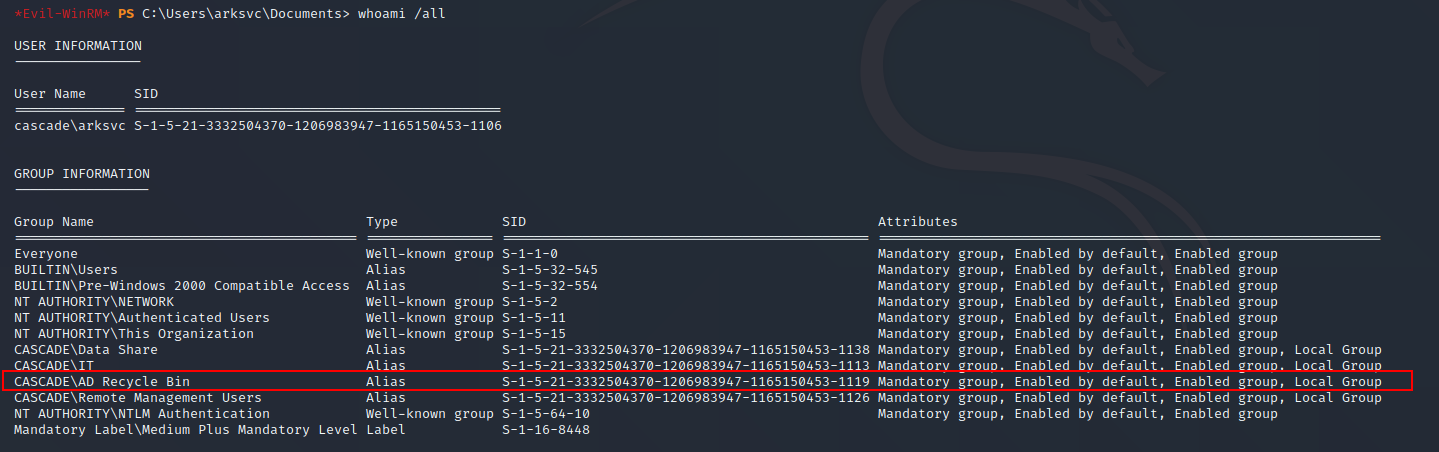 *Evil-WinRM* PS C:\Users\arksvc\Documents> whoami /all
USER INFORMATION
----------------
User Name      SID
============== ==============================================
cascade\arksvc S-1-5-21-3332504370-1206983947-1165150453-1106
GROUP INFORMATION
-----------------
Group Name                                  Type             SID                                            Attributes
=========================================== ================ ============================================== ===============================================================
Everyone                                    Well-known group S-1-1-0                                        Mandatory group, Enabled by default, Enabled group
BUILTIN\Users                               Alias            S-1-5-32-545                                   Mandatory group, Enabled by default, Enabled group
BUILTIN\Pre-Windows 2000 Compatible Access  Alias            S-1-5-32-554                                   Mandatory group, Enabled by default, Enabled group
NT AUTHORITY\NETWORK                        Well-known group S-1-5-2                                        Mandatory group, Enabled by default, Enabled group
NT AUTHORITY\Authenticated Users            Well-known group S-1-5-11                                       Mandatory group, Enabled by default, Enabled group
NT AUTHORITY\This Organization              Well-known group S-1-5-15                                       Mandatory group, Enabled by default, Enabled group
CASCADE\Data Share                          Alias            S-1-5-21-3332504370-1206983947-1165150453-1138 Mandatory group, Enabled by default, Enabled group, Local Group
CASCADE\IT                                  Alias            S-1-5-21-3332504370-1206983947-1165150453-1113 Mandatory group, Enabled by default, Enabled group, Local Group
CASCADE\AD Recycle Bin                      Alias            S-1-5-21-3332504370-1206983947-1165150453-1119 Mandatory group, Enabled by default, Enabled group, Local Group
CASCADE\Remote Management Users             Alias            S-1-5-21-3332504370-1206983947-1165150453-1126 Mandatory group, Enabled by default, Enabled group, Local Group
NT AUTHORITY\NTLM Authentication            Well-known group S-1-5-64-10                                    Mandatory group, Enabled by default, Enabled group
Mandatory Label\Medium Plus Mandatory Level Label            S-1-16-8448